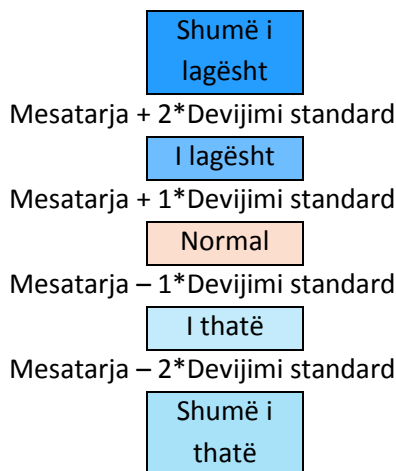 Shumë i
lagësht
Mesatarja + 2*Devijimi standard
I lagësht
Mesatarja + 1*Devijimi standard
Normal
Mesatarja – 1*Devijimi standard
I thatë
Mesatarja – 2*Devijimi standard
Shumë i
thatë